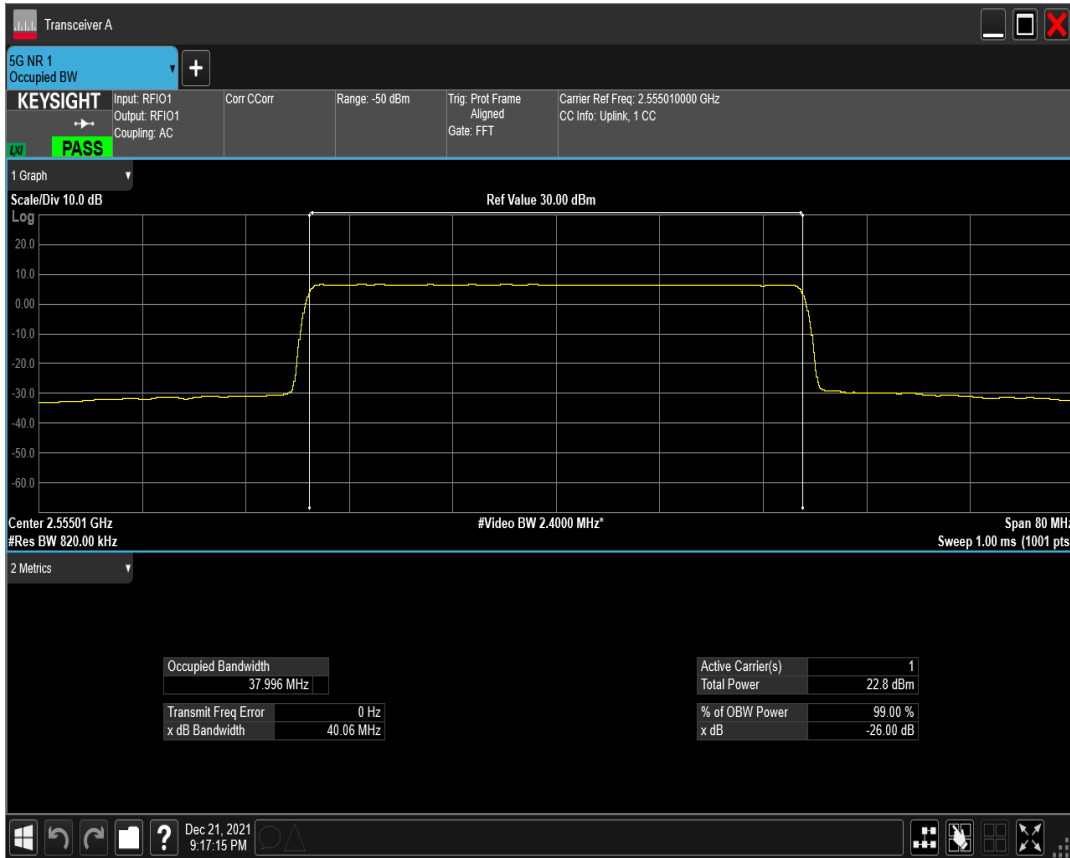 Transceiver A
5G NR 1
Occupied BW
KEYSIGHT
LXI
PASS
Input: RFIO1
Output: RFIO1
Coupling: AC
Corr CCorr
Range: -50 dBm
Trig: Prot Frame
Aligned
Gate: FFT
Carrier Ref Freq: 2.555010000 GHz
CC Info: Uplink, 1 CC
1 Graph
Scale/Div 10.0 dB
Ref Value 30.00 dBm
Log
20.0
10.0
0.00
-10.0
-20.0
-30.0
-40.0
-50.0
-60.0
Center 2.55501 GHz
#Video BW 2.4000 MHz*
Span 80 MHz
#Res BW 820.00 kHz
Sweep 1.00 ms (1001 pts
2 Metrics
Occupied Bandwidth
37.996 MHz
Transmit Freq Error 0 Hz
x dB Bandwidth 40.06 MHz
Active Carrier(s) 1
Total Power 22.8 dBm
% of OBW Power 99.00 %
x dB -26.00 dB
?
Dec 21, 2021
9:17:15 PM